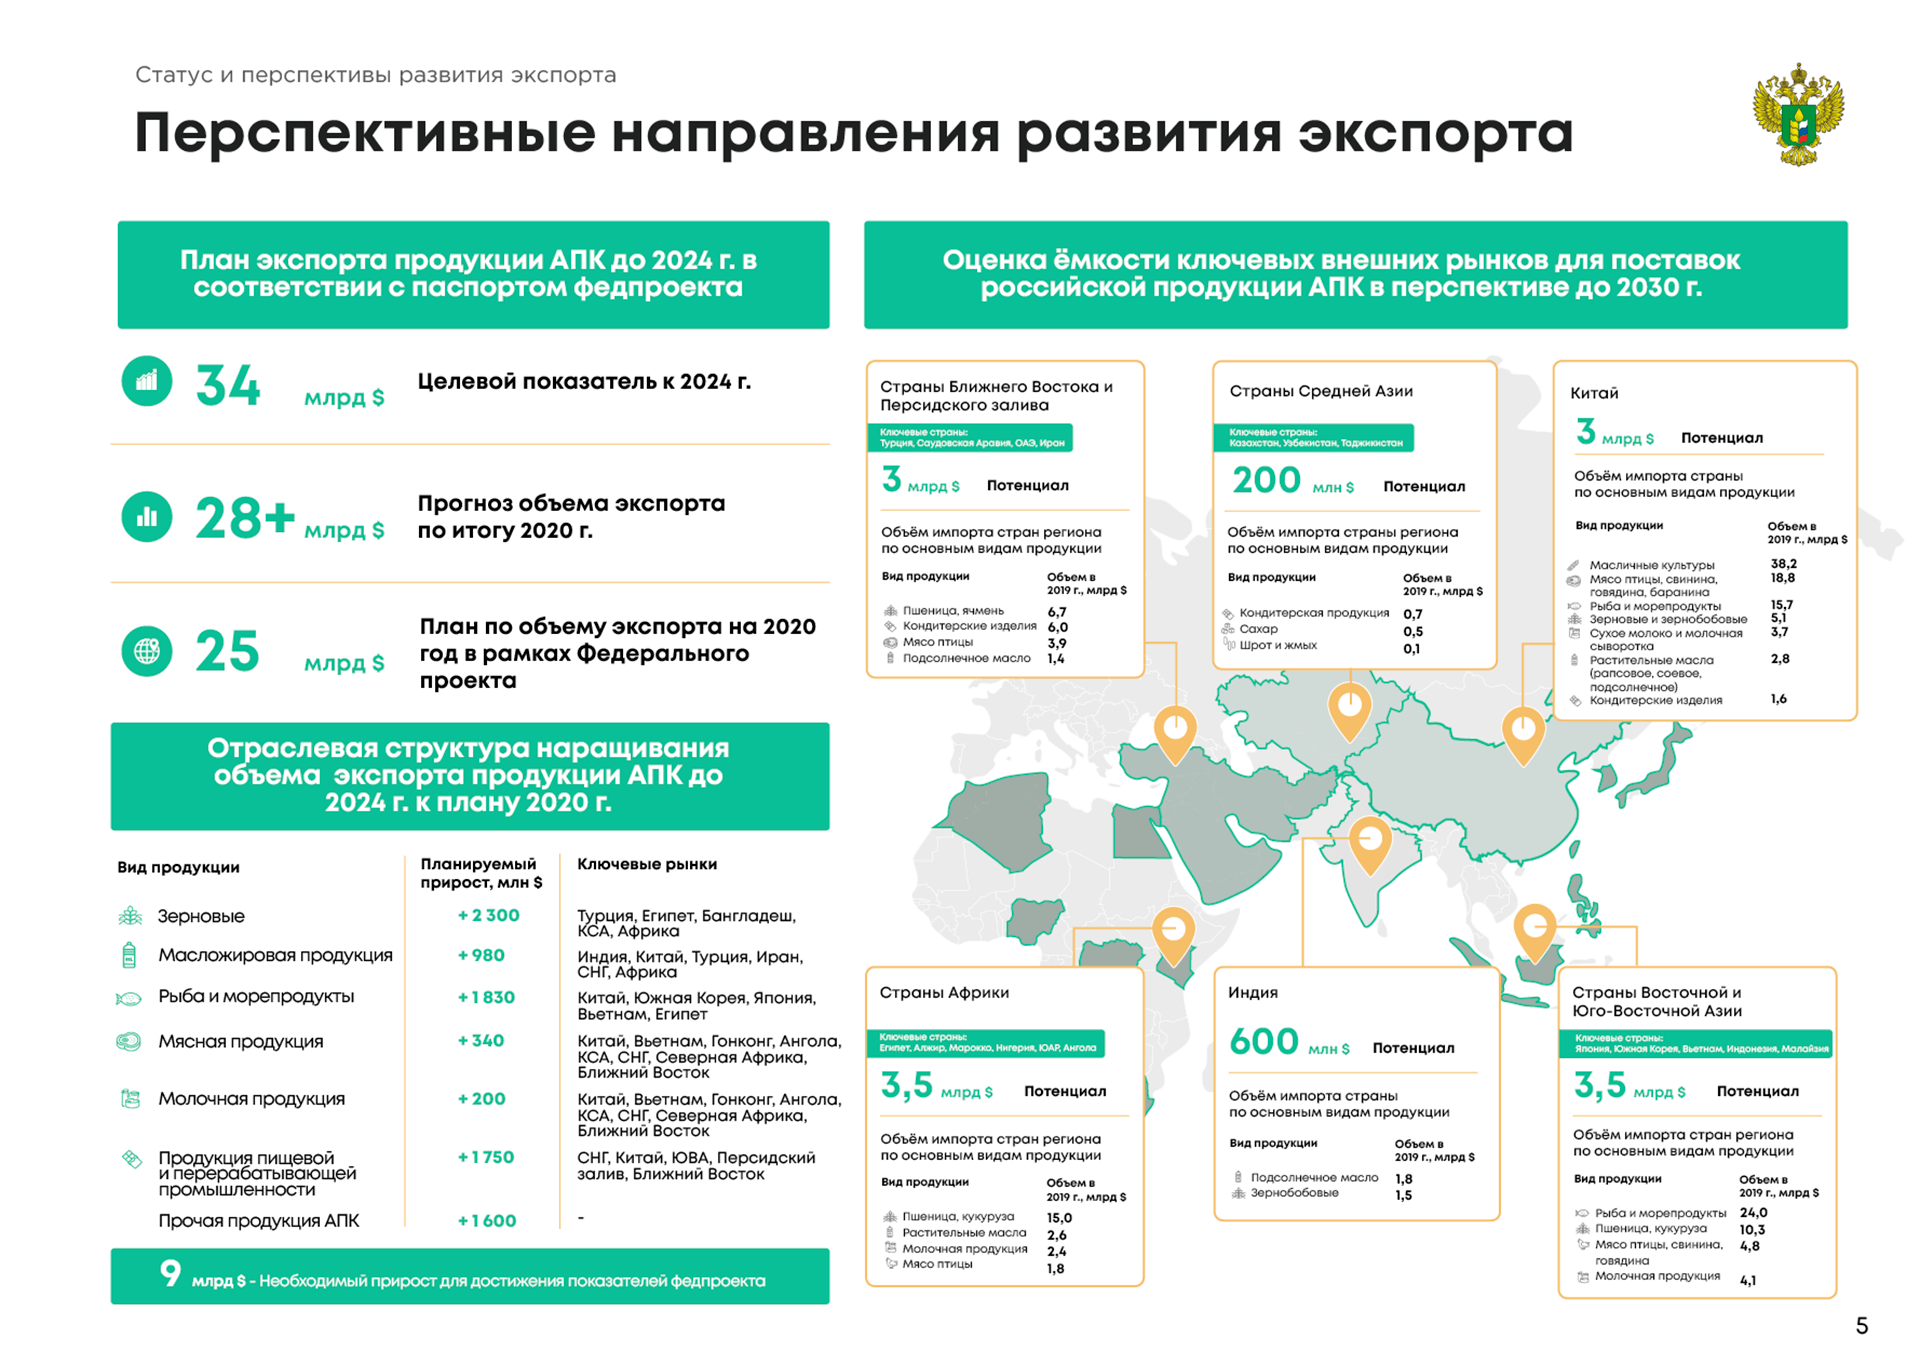 Статус и перспективы развития экспорта
Перспективные направления развития экспорта
План экспорта продукции АПК до 2024 г. в
соответствии с паспортом федпроекта
34 млрд $ Целевой показатель к 2024 г.
28+ млрд $ Прогноз объема экспорта
по итогу 2020 г.
25 млрд $ План по объему экспорта на 2020
год в рамках Федерального
проекта
Отраслевая структура наращивания
объема экспорта продукции АПК до
2024 г. к плану 2020 г.
Вид продукции Планируемый Ключевые рынки
прирост, млн $
Зерновые +2 300 Турция, Египет, Бангладеш,
КСА, Африка
Масложировая продукция +980 Индия, Китай, Турция, Иран,
СНГ, Африка
Рыба и морепродукты +1 830 Китай, Южная Корея, Япония,
Вьетнам, Египет
Мясная продукция +340 Китай, Вьетнам, Гонконг, Ангола,
КСА, СНГ, Северная Африка,
Ближний Восток
Молочная продукция +200 Китай, Вьетнам, Гонконг, Ангола,
КСА, СНГ, Северная Африка,
Ближний Восток
Продукция пищевой +1 750 СНГ, Китай, ЮВА, Персидский
и перерабатывающей залив, Ближний Восток
промышленности
Прочая продукция АПК +1 600 -
9 млрд $ - Необходимый прирост для достижения показателей федпроекта
Оценка ёмкости ключевых внешних рынков для поставок
российской продукции АПК в перспективе до 2030 г.
Страны Ближнего Востока и
Персидского залива
Ключевые страны:
Турция, Саудовская Аравия, ОАЭ, Иран
3 млрд $ Потенциал
Объём импорта стран региона
по основным видам продукции
Вид продукции Объем в
2019 г., млрд $
Пшеница, ячмень 6,7
Кондитерские изделия 6,0
Мясо птицы 3,9
Подсолнечное масло 1,4
Страны Средней Азии
Ключевые страны:
Казахстан, Узбекистан, Таджикистан
200 млн $ Потенциал
Объём импорта страны региона
по основным видам продукции
Вид продукции Объем в
2019 г., млрд $
Кондитерская продукция 0,7
Сахар 0,5
Шрот и жмых 0,1
Китай
3 млрд $ Потенциал
Объём импорта страны
по основным видам продукции
Вид продукции Объем в
2019 г., млрд $
Масличные культуры 38,2
Мясо птицы, свинина, 18,8
говядина, баранина
Рыба и морепродукты 15,7
Зерновые и зернобобовые 5,1
Сухое молоко и молочная 3,7
сыворотка
Растительные масла 2,8
(рапсовое, соевое,
подсолнечное)
Кондитерские изделия 1,6
Страны Африки
Ключевые страны:
Египет, Алжир, Марокко, Нигерия, ЮАР, Ангола
3,5 млрд $ Потенциал
Объём импорта стран региона
по основным видам продукции
Вид продукции Объем в
2019 г., млрд $
Пшеница, кукуруза 15,0
Растительные масла 2,6
Молочная продукция 2,4
Мясо птицы 1,8
Индия
600 млн $ Потенциал
Объём импорта страны
по основным видам продукции
Вид продукции Объем в
2019 г., млрд $
Подсолнечное масло 1,8
Зернобобовые 1,5
Страны Восточной и
Юго-Восточной Азии
Ключевые страны:
Япония, Южная Корея, Вьетнам, Индонезия, Малайзия
3,5 млрд $ Потенциал
Объём импорта стран региона
по основным видам продукции
Вид продукции Объем в
2019 г., млрд $
Рыба и морепродукты 24,0
Пшеница, кукуруза 10,3
Мясо птицы, свинина, 4,8
говядина
Молочная продукция 4,1
5